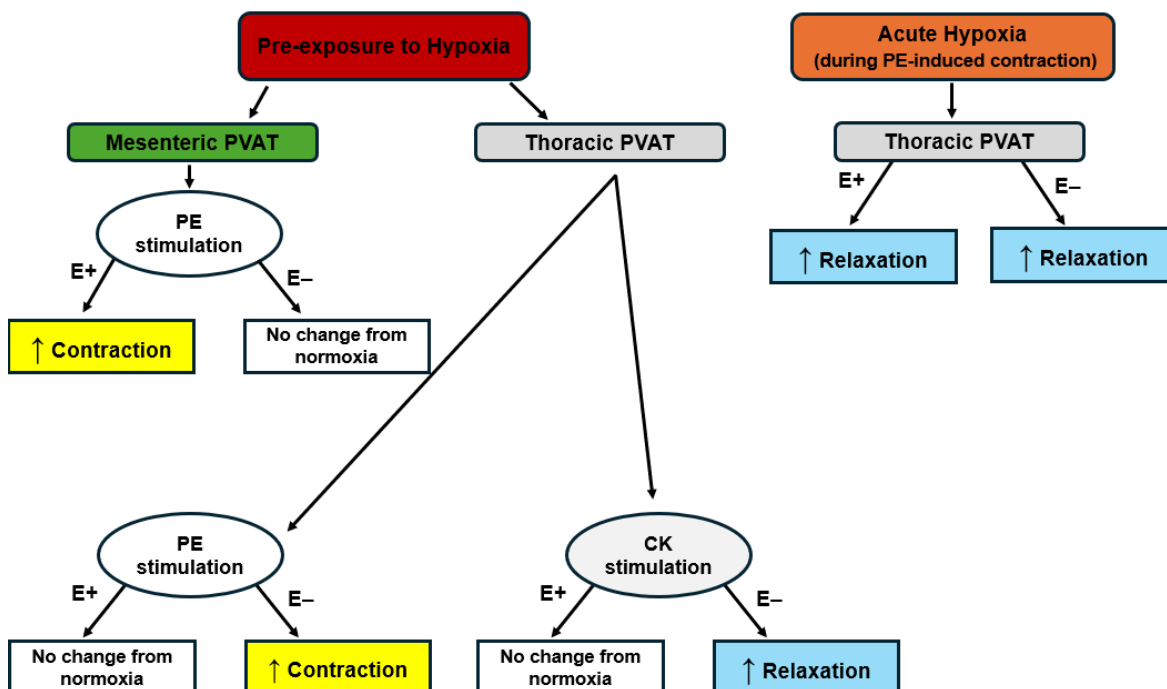 Pre-exposure to Hypoxia
Acute Hypoxia
(during PE-induced contraction)
Mesenteric PVAT
Thoracic PVAT
Thoracic PVAT
E+
E–
PE
stimulation
↑ Relaxation
↑ Relaxation
E+
E–
↑ Contraction
No change from
normoxia
PE
stimulation
CK
stimulation
E+
E–
E+
E–
No change from
normoxia
↑ Contraction
No change from
normoxia
↑ Relaxation